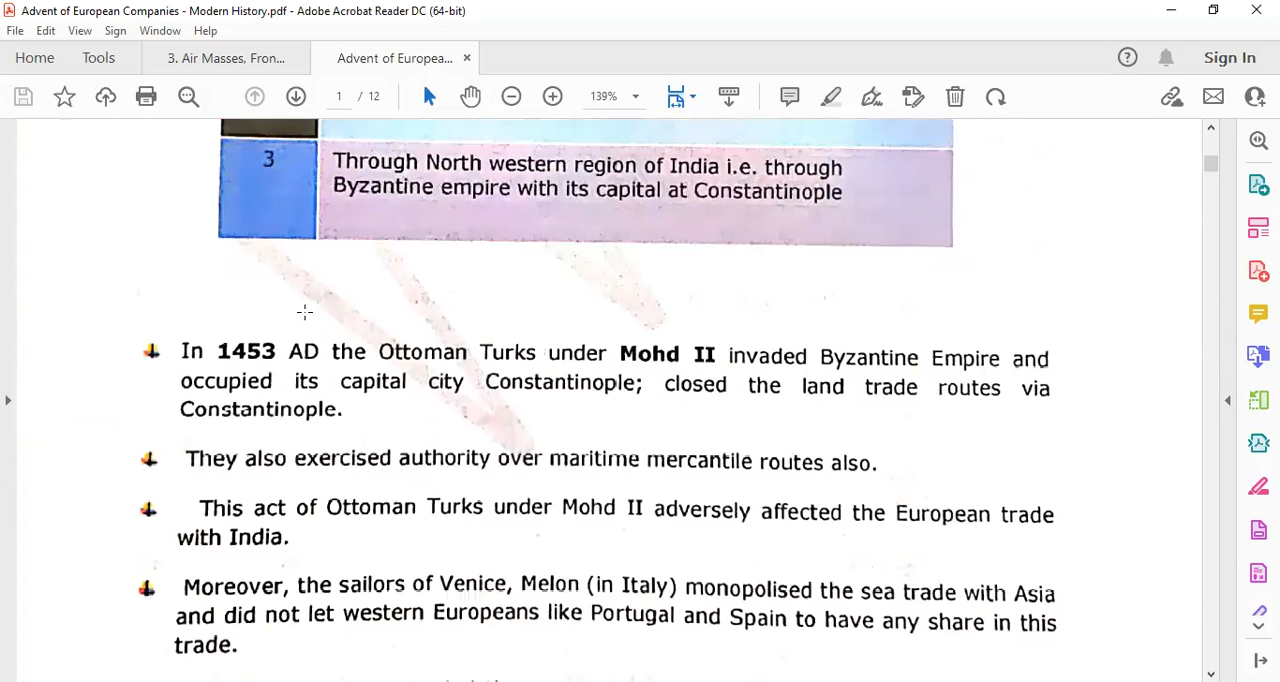 Advent of European Companies - Modern History.pdf - Adobe Acrobat Reader DC (64-bit)
File Edit View Sign Window Help
Home Tools 3. Air Masses, Fron... Advent of Europea... × Sign In
1 / 12 139%
3 Through North western region of India i.e. through
Byzantine empire with its capital at Constantinople
In 1453 AD the Ottoman Turks under Mohd II invaded Byzantine Empire and
occupied its capital city Constantinople; closed the land trade routes via
Constantinople.
They also exercised authority over maritime mercantile routes also.
This act of Ottoman Turks under Mohd II adversely affected the European trade
with India.
Moreover, the sailors of Venice, Melon (in Italy) monopolised the sea trade with Asia
and did not let western Europeans like Portugal and Spain to have any share in this
trade.